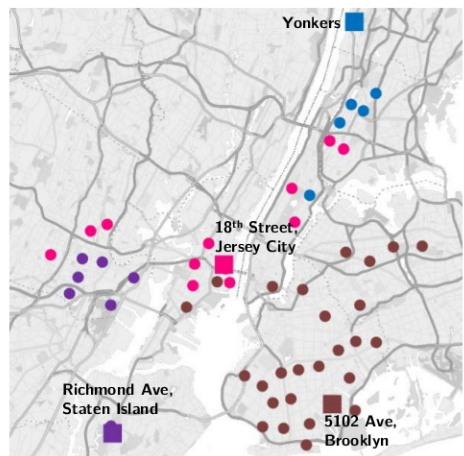 Yonkers
18th Street,
Jersey City
Richmond Ave,
Staten Island
5102 Ave,
Brooklyn